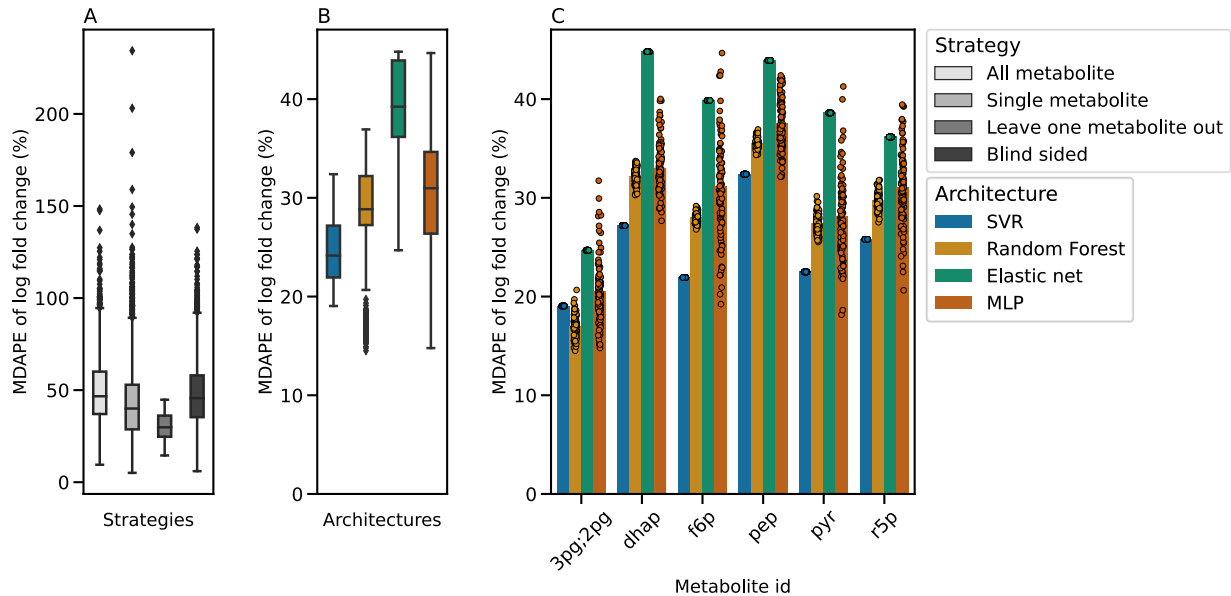 A
MDAPE of log fold change (%)
200
150
100
50
0
Strategies
B
MDAPE of log fold change (%)
40
30
20
10
0
Architectures
C
MDAPE of log fold change (%)
40
30
20
10
0
3pg;2pg
dhap
f6p
pep
pyr
r5p
Metabolite id
Strategy
All metabolite
Single metabolite
Leave one metabolite out
Blind sided
Architecture
SVR
Random Forest
Elastic net
MLP